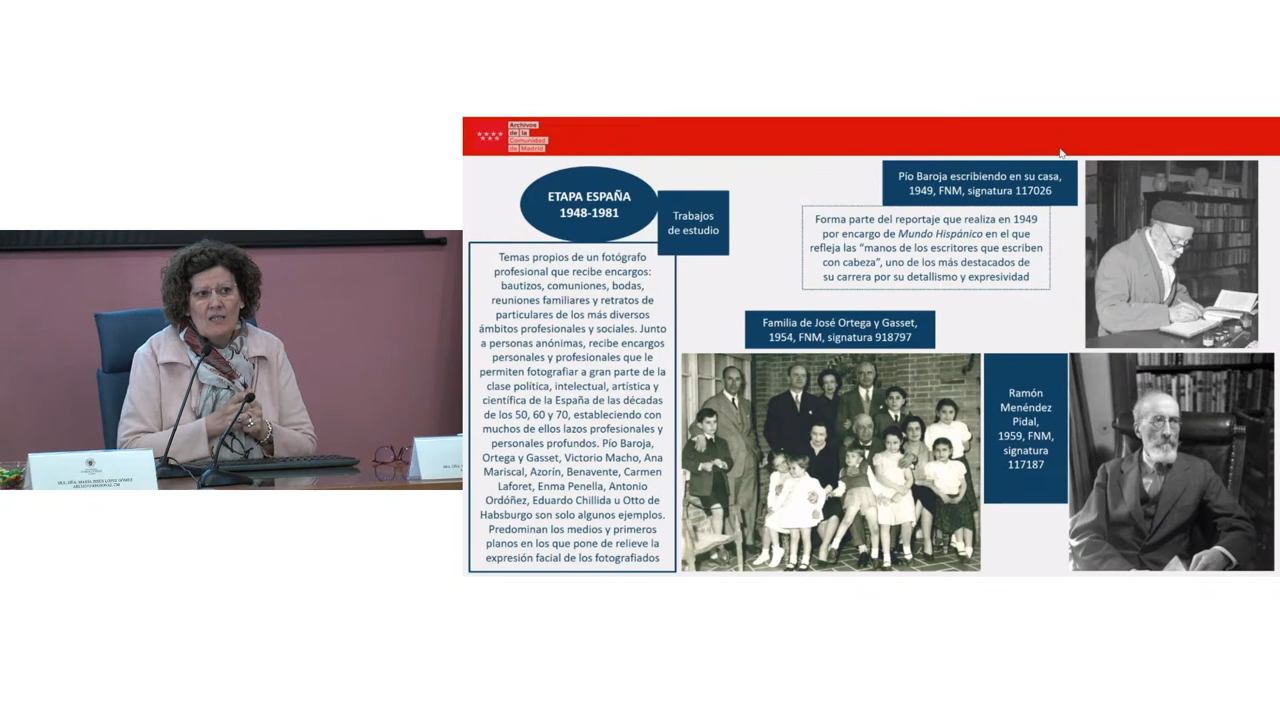 Archivos
de la
Comunidad
de Madrid
ETAPA ESPAÑA
1948-1981
Trabajos
de estudio
Temas propios de un fotógrafo
profesional que recibe encargos:
bautizos, comuniones, bodas,
reuniones familiares y retratos de
particulares de los más diversos
ámbitos profesionales y sociales. Junto
a personas anónimas, recibe encargos
personales y profesionales que le
permiten fotografiar a gran parte de la
clase política, intelectual, artística y
científica de la España de las décadas
de los 50, 60 y 70, estableciendo con
muchos de ellos lazos profesionales y
personales profundos. Pío Baroja,
Ortega y Gasset, Victorio Macho, Ana
Mariscal, Azorín, Benavente, Carmen
Laforet, Enma Penella, Antonio
Ordóñez, Eduardo Chillida u Otto de
Habsburgo son solo algunos ejemplos.
Predominan los medios y primeros
planos en los que pone de relieve la
expresión facial de los fotografiados
Pío Baroja escribiendo en su casa,
1949, FNM, signatura 117026
Forma parte del reportaje que realiza en 1949
por encargo de Mundo Hispánico en el que
refleja las “manos de los escritores que escriben
con cabeza”, uno de los más destacados de
su carrera por su detallismo y expresividad
Familia de José Ortega y Gasset,
1954, FNM, signatura 918797
Ramón
Menéndez
Pidal,
1959, FNM,
signatura
117187
SRA. DÑA. MARÍA JESÚS LÓPEZ GÓMEZ
ARCHIVO REGIONAL CM